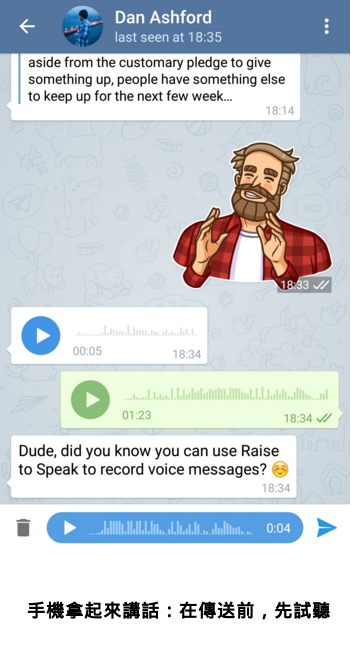 Dan Ashford
last seen at 18:35
aside from the customary pledge to give
something up, people have something else
to keep up for the next few week...
18:14
18:33
00:05
18:34
01:23
18:34
Dude, did you know you can use Raise
to Speak to record voice messages? ☺️
18:34
0:04
手機拿起來講話：在傳送前，先試聽